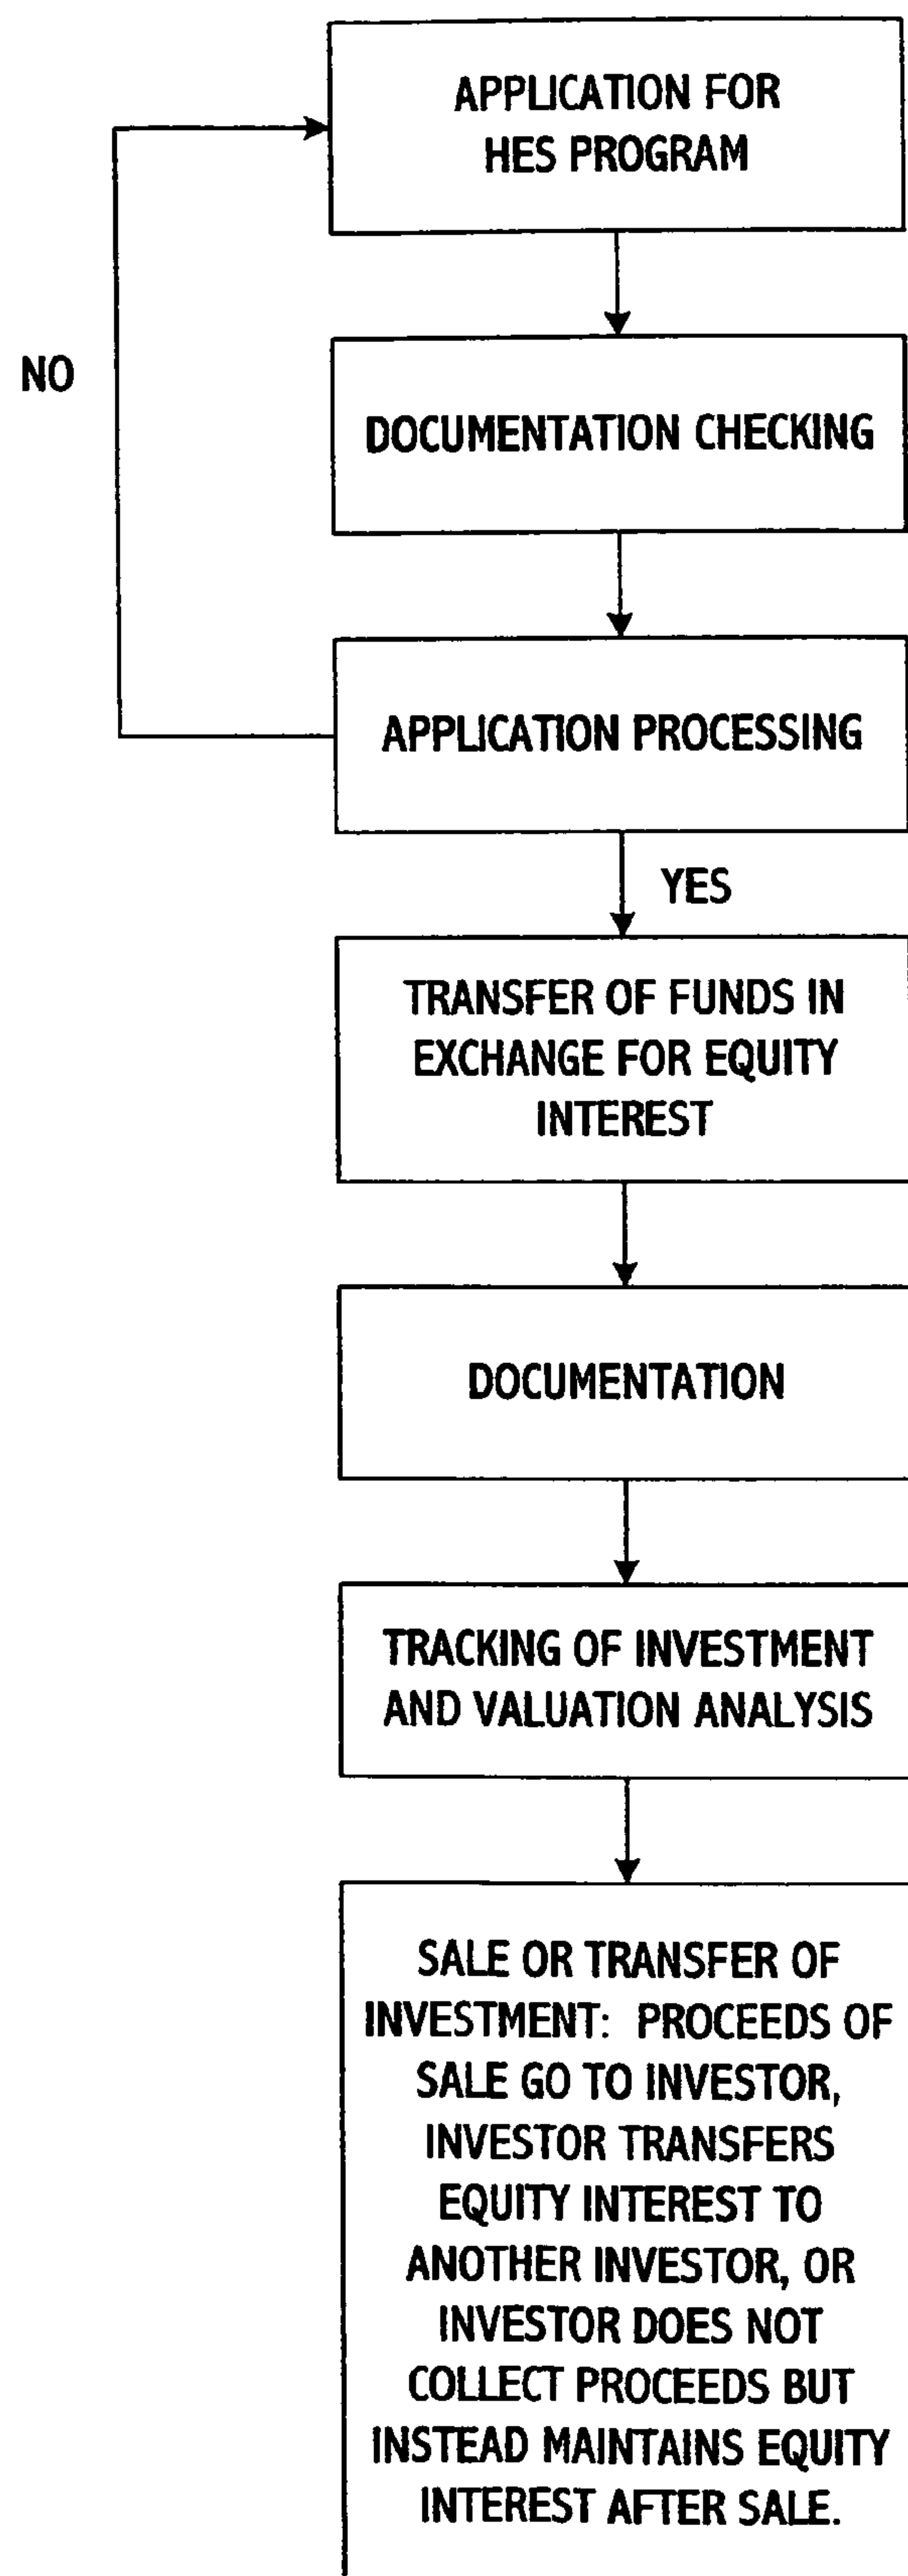 APPLICATION FOR
HES PROGRAM
NO
DOCUMENTATION CHECKING
APPLICATION PROCESSING
YES
TRANSFER OF FUNDS IN
EXCHANGE FOR EQUITY
INTEREST
DOCUMENTATION
TRACKING OF INVESTMENT
AND VALUATION ANALYSIS
SALE OR TRANSFER OF
INVESTMENT: PROCEEDS OF
SALE GO TO INVESTOR,
INVESTOR TRANSFERS
EQUITY INTEREST TO
ANOTHER INVESTOR, OR
INVESTOR DOES NOT
COLLECT PROCEEDS BUT
INSTEAD MAINTAINS EQUITY
INTEREST AFTER SALE.